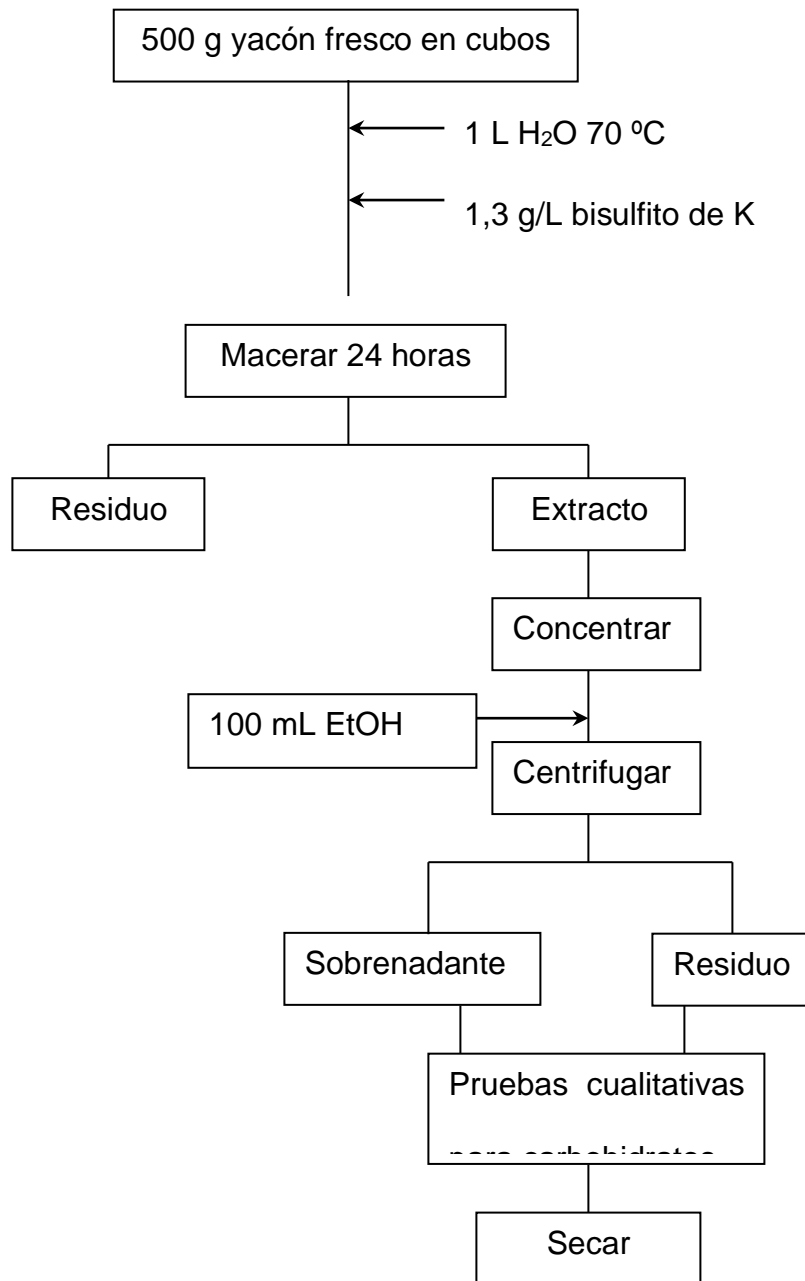 500 g yacón fresco en cubos
1 L H₂O 70 ºC
1,3 g/L bisulfito de K
Macerar 24 horas
Residuo
Extracto
Concentrar
100 mL EtOH
Centrifugar
Sobrenadante
Residuo
Pruebas cualitativas
Secar